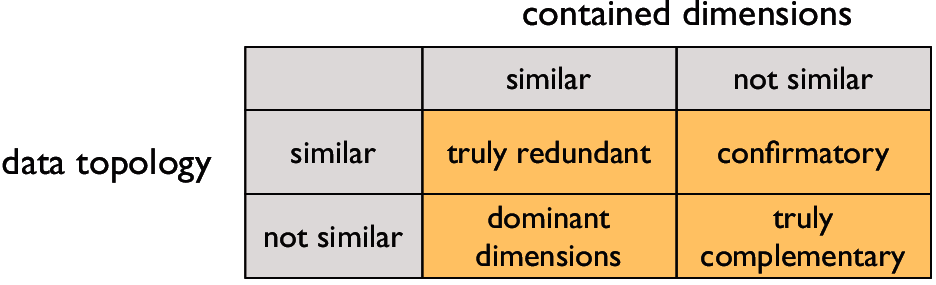 contained dimensions
similar
not similar
data topology
similar
truly redundant
confirmatory
not similar
dominant
dimensions
truly
complementary